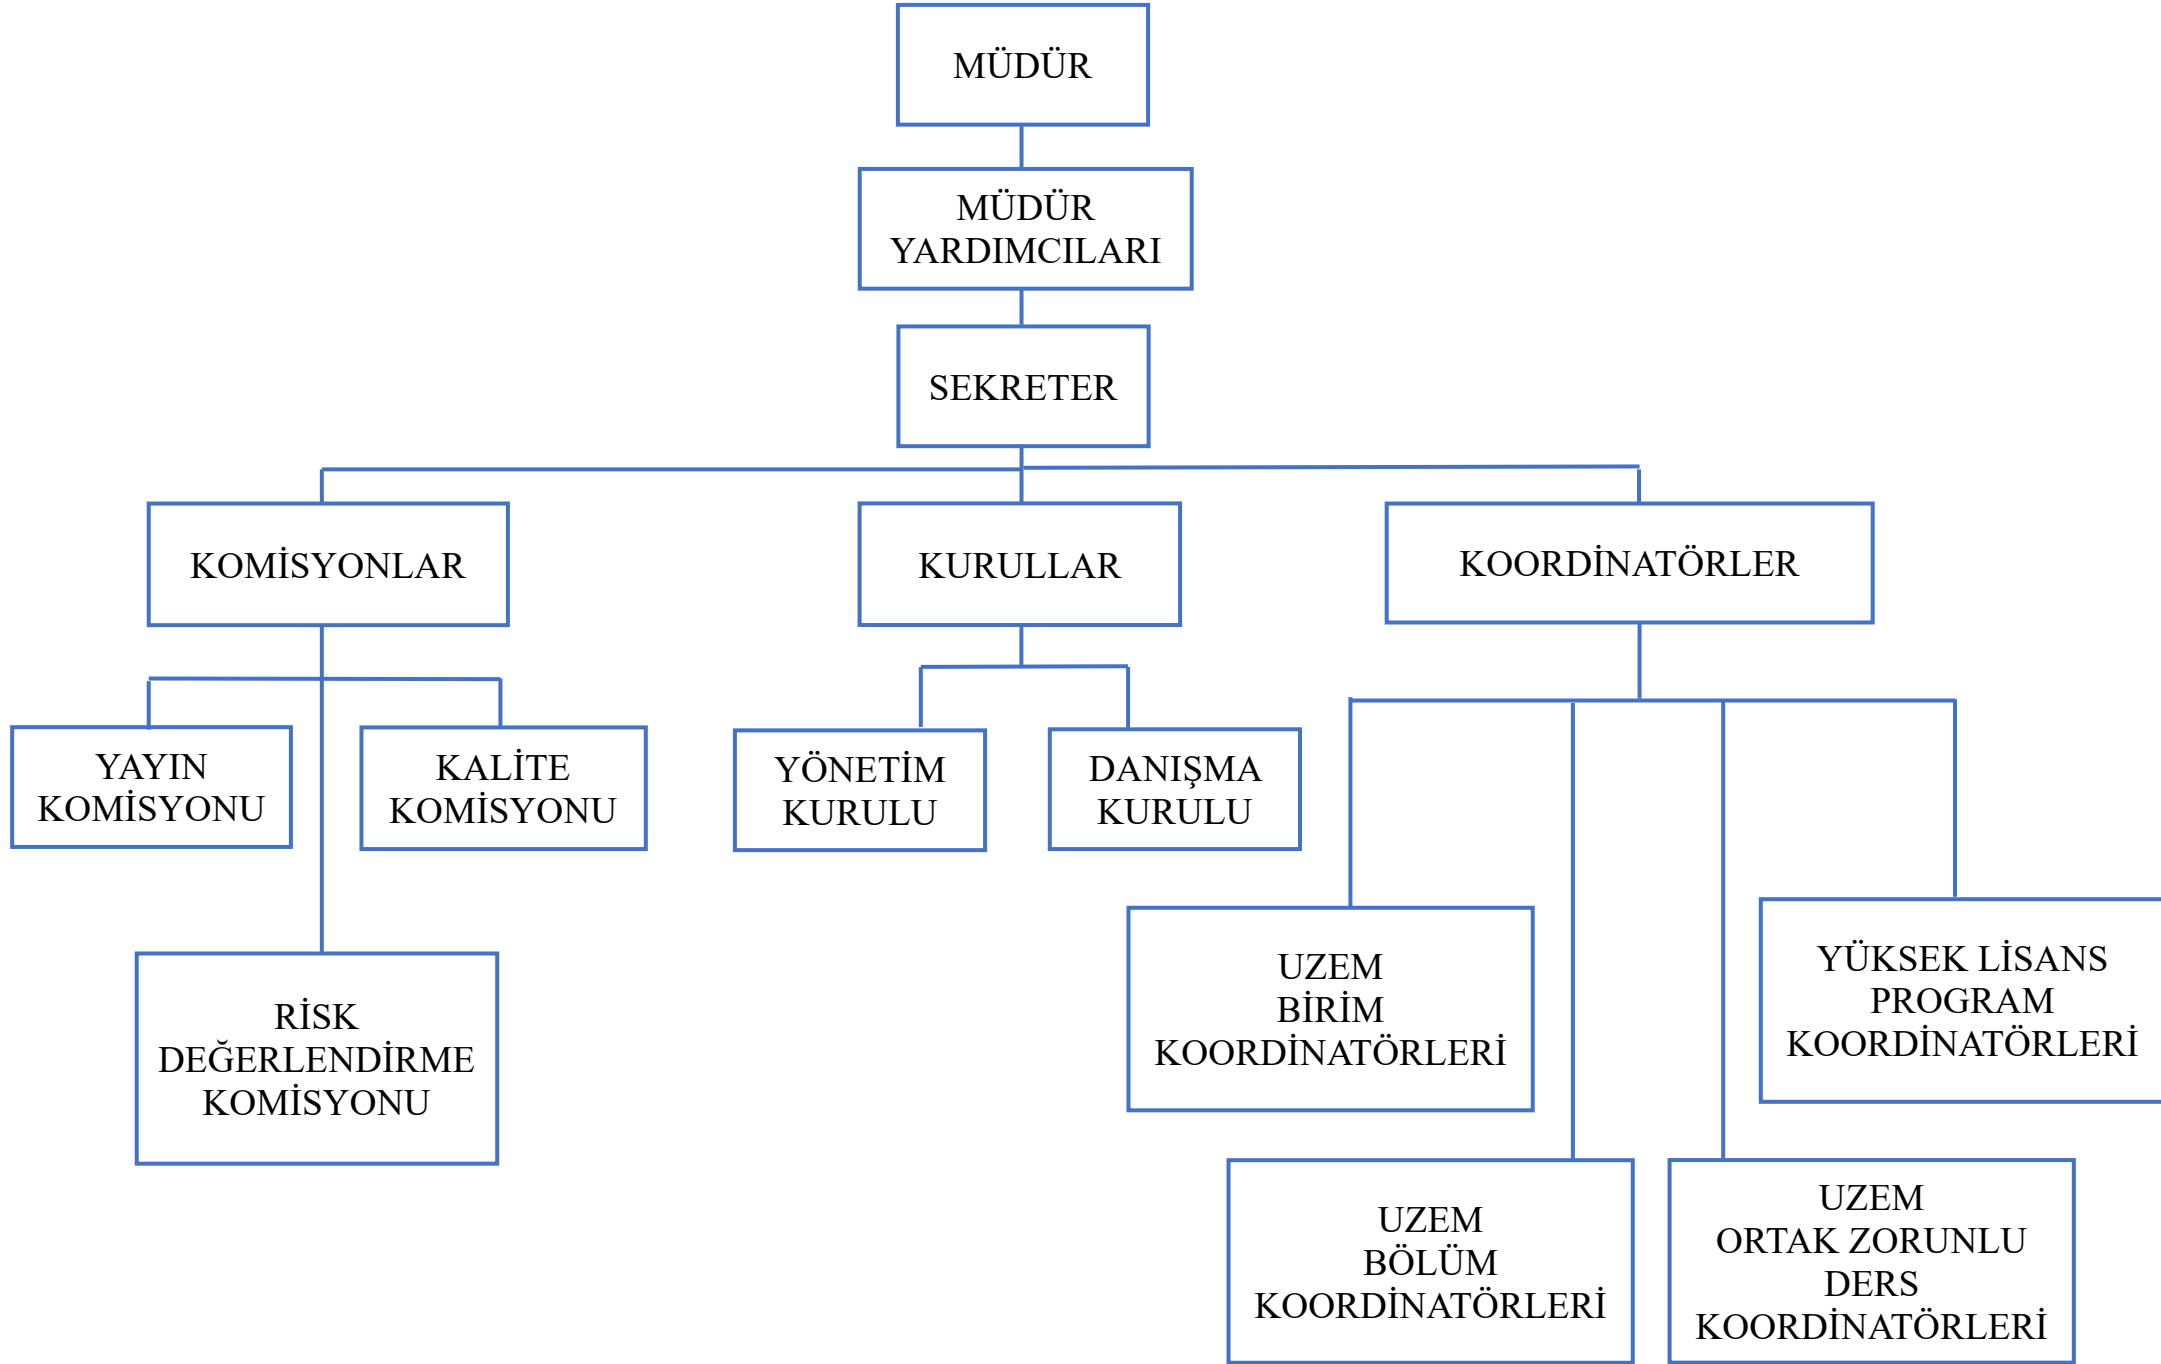 MÜDÜR
MÜDÜR
YARDIMCILARI
SEKRETER
KOMİSYONLAR
KURULLAR
KOORDİNATÖRLER
YAYIN
KOMİSYONU
KALİTE
KOMİSYONU
YÖNETİM
KURULU
DANIŞMA
KURULU
RİSK
DEĞERLENDİRME
KOMİSYONU
UZEM
BİRİM
KOORDİNATÖRLERİ
YÜKSEK LİSANS
PROGRAM
KOORDİNATÖRLERİ
UZEM
BÖLÜM
KOORDİNATÖRLERİ
UZEM
ORTAK ZORUNLU
DERS
KOORDİNATÖRLERİ